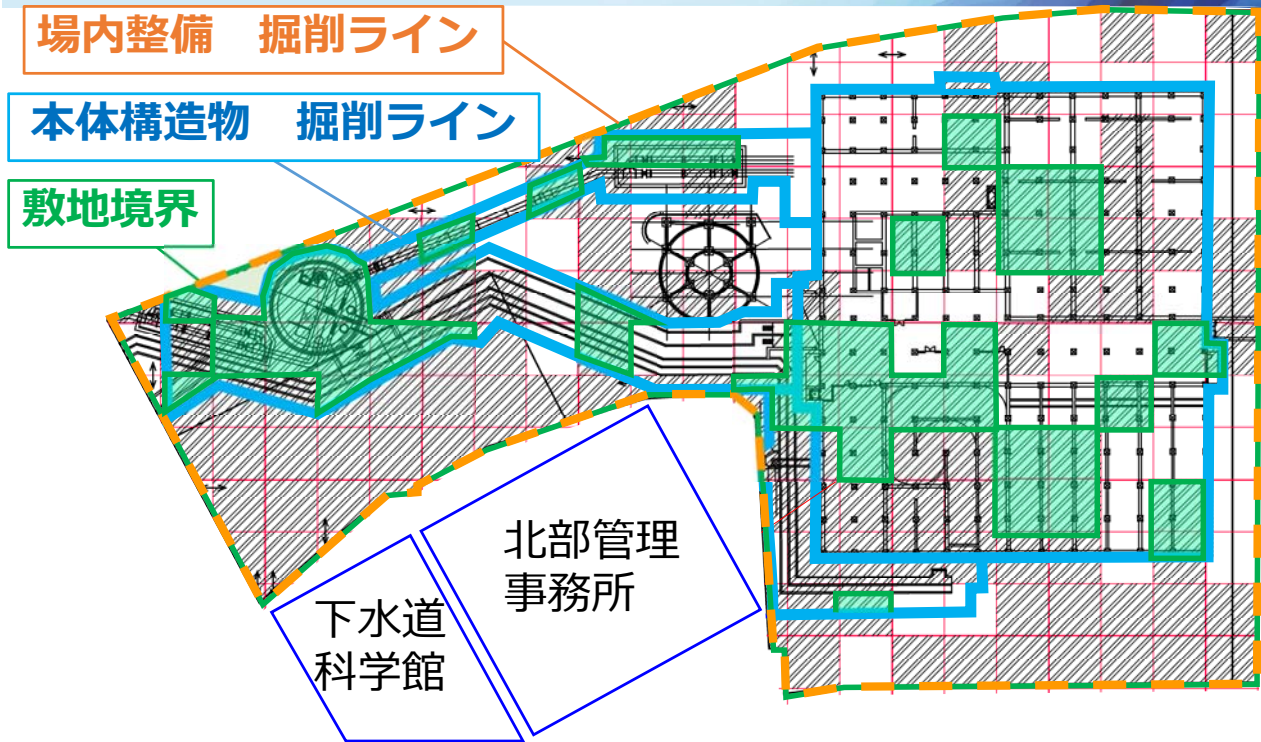 場内整備　掘削ライン
本体構造物　掘削ライン
敷地境界
北部管理
事務所
下水道
科学館